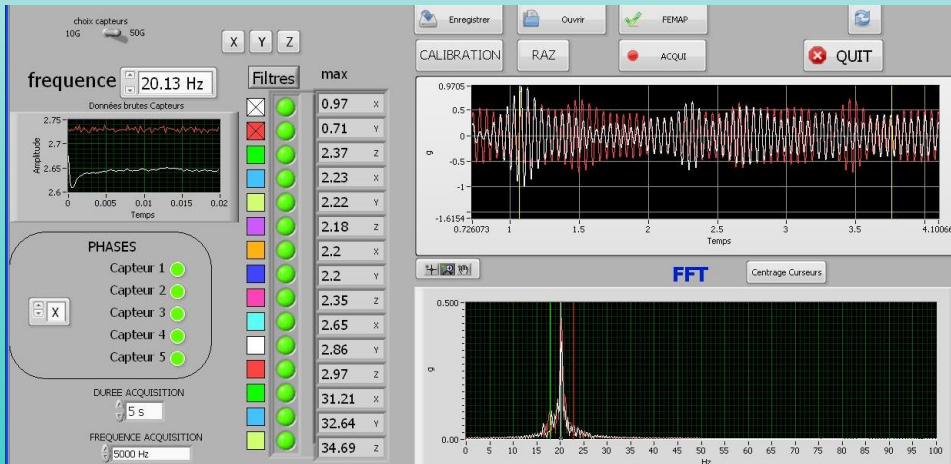 choix capteurs
10G 50G
X Y Z
frequence 20.13 Hz
Données brutes Capteurs
2.75
2.7
2.65
2.6
Amplitude
0 0.005 0.01 0.015 0.02
Temps
PHASES
Capteur 1
Capteur 2
Capteur 3
Capteur 4
Capteur 5
X
DUREE ACQUISITION
5 s
FREQUENCE ACQUISITION
5000 Hz
Filtres
max
0.97 X
0.71 Y
2.37 Z
2.23 X
2.22 Y
2.18 Z
2.2 X
2.2 Y
2.35 Z
2.65 X
2.86 Y
2.97 Z
31.21 X
32.64 Y
34.69 Z
Enregistrer
Ouvrir
FEMAP
CALIBRATION
RAZ
ACQUI
QUIT
0.9705
0.5
0
-0.5
-1
-1.6154
g
0.726073 1 1.5 2 2.5 3 3.5 4.10066
Temps
FFT
Centrage Curseurs
0.500
0.00
g
0 5 10 15 20 25 30 35 40 45 50 55 60 65 70 75 80 85 90 95 100
Hz